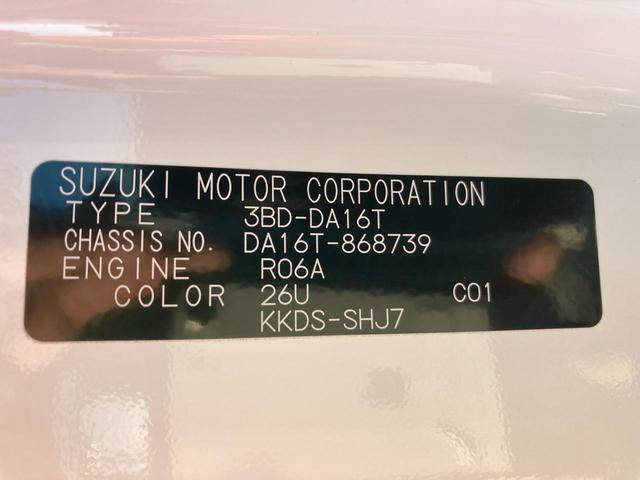 SUZUKI MOTOR CORPORATION
TYPE 3BD-DA16T
CHASSIS NO. DA16T-868739
ENGINE R06A
COLOR 26U C01
KKDS-SHJ7